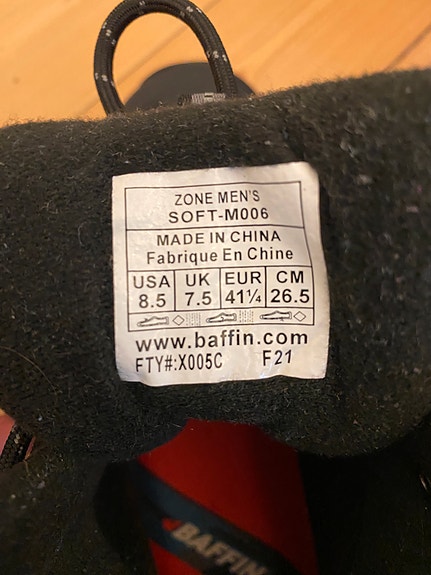 ZONE MEN'S
SOFT-M006
MADE IN CHINA
Fabrique En Chine
USA UK EUR CM
8.5 7.5 41¼ 26.5
www.baffin.com
FTY#:X005C F21
BAFFIN